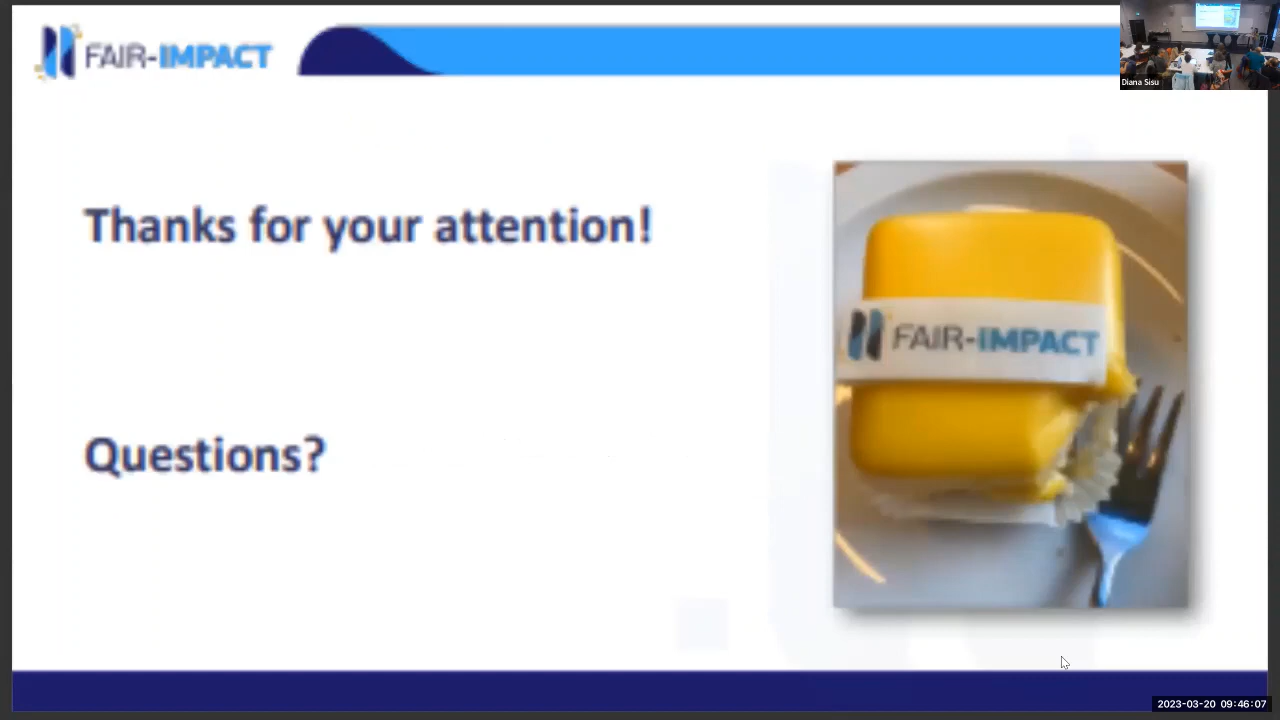 FAIR-IMPACT
Diana Sisu
Thanks for your attention!
FAIR-IMPACT
Questions?
2023-03-20 09:46:07